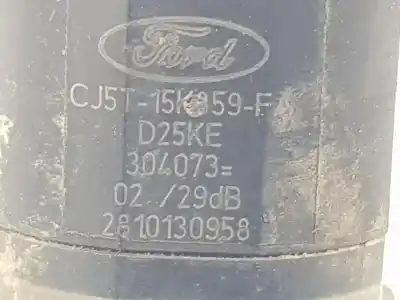 Ford
CJ5T-15K859-F
D25KE
304073=
02 /29dB
2810130958